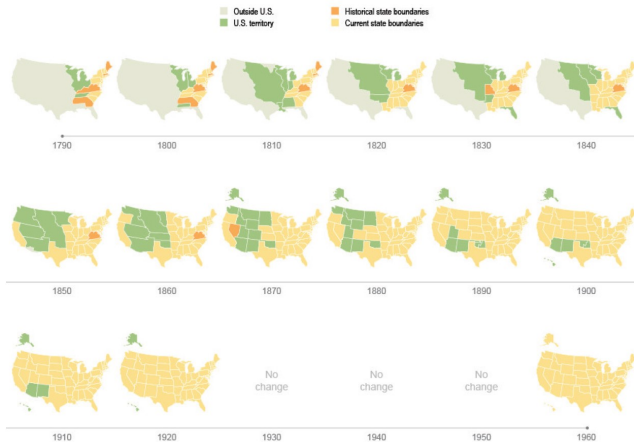 Outside U.S.
Historical state boundaries
U.S. territory
Current state boundaries
1790
1800
1810
1820
1830
1840
1850
1860
1870
1880
1890
1900
No
change
No
change
No
change
1910
1920
1930
1940
1950
1960